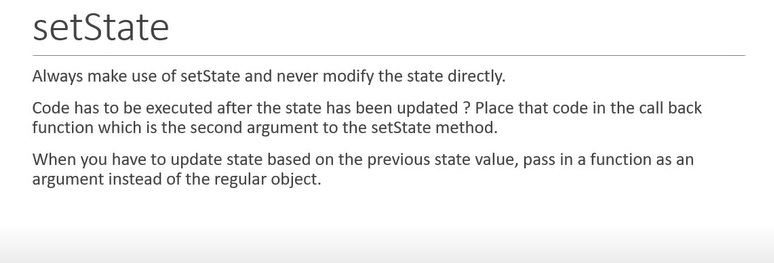 setState
Always make use of setState and never modify the state directly.
Code has to be executed after the state has been updated ? Place that code in the call back
function which is the second argument to the setState method.
When you have to update state based on the previous state value, pass in a function as an
argument instead of the regular object.